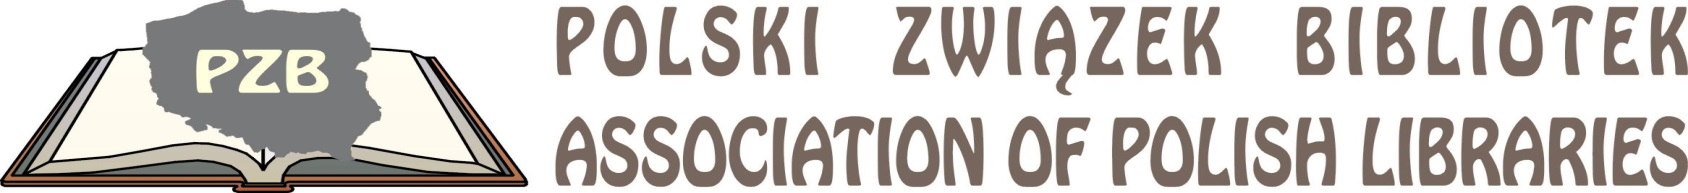 PZB
POLSKI ZWIĄZEK BIBLIOTEK
ASSOCIATION OF POLISH LIBRARIES